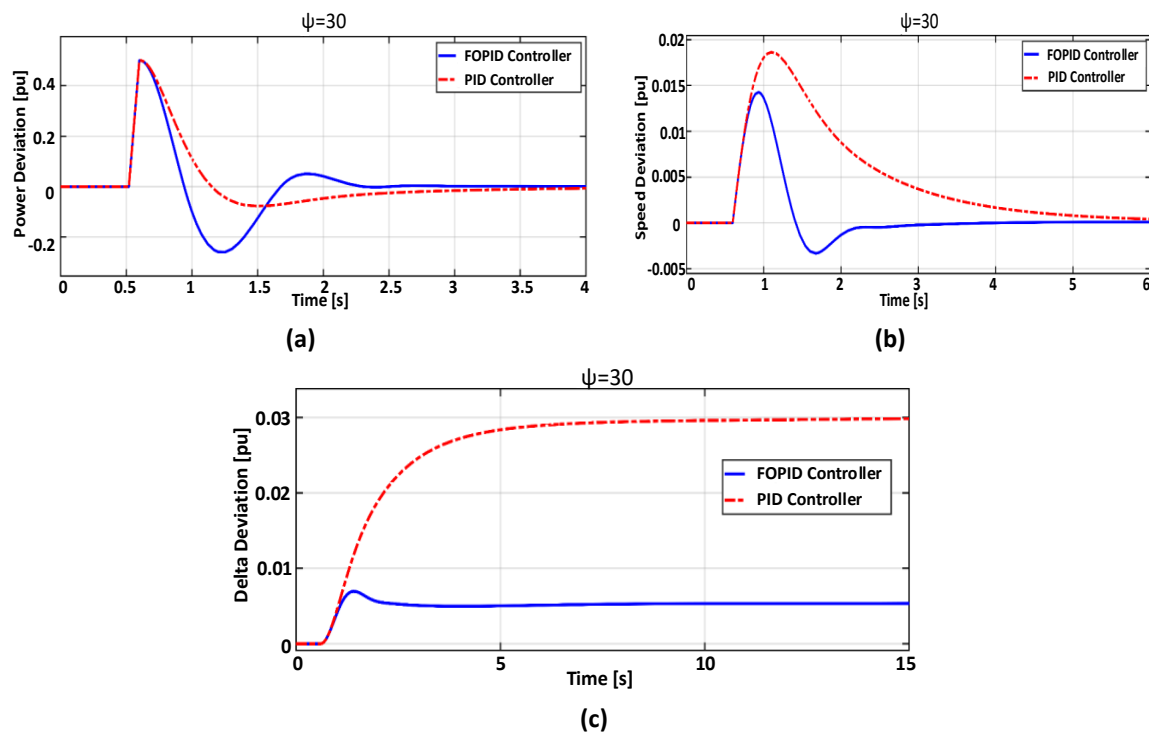 ψ=30
FOPID Controller
PID Controller
Power Deviation [pu]
0.4
0.2
0
-0.2
0 0.5 1 1.5 2 2.5 3 3.5 4
Time [s]
(a)
ψ=30
FOPID Controller
PID Controller
Speed Deviation [pu]
0.02
0.015
0.01
0.005
0
-0.005
0 1 2 3 4 5 6
Time [s]
(b)
ψ=30
FOPID Controller
PID Controller
Delta Deviation [pu]
0.03
0.02
0.01
0
0 5 10 15
Time [s]
(c)